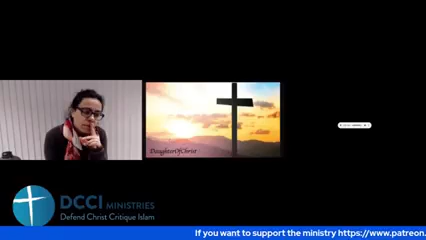 DaughterOfChrist
DCCI MINISTRIES
Defend Christ Critique Islam
If you want to support the ministry https://www.patreon.